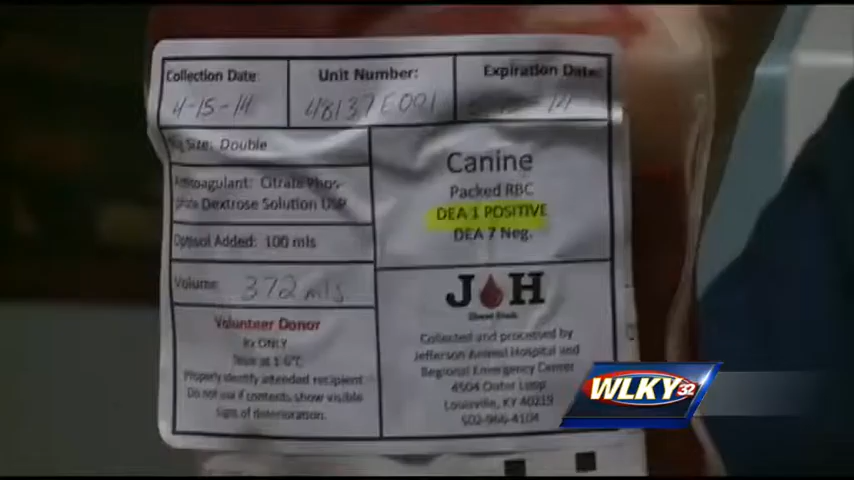 Collection Date:
4-15-14
Unit Number:
48137E001
Expiration Date:
14
Size: Double
Anticoagulant: Citrate Phos-
phate Dextrose Solution USP
Optisol Added: 100 mls
Volume:
372 mls
Volunteer Donor
Rx ONLY
Store at 1-6°C
Properly identify intended recipient
Do not use if contents show visible
signs of deterioration.
Canine
Packed RBC
DEA 1 POSITIVE
DEA 7 Neg.
J H
Collected and processed by
Jefferson Animal Hospital and
Regional Emergency Center
4504 Outer Loop
Louisville, KY 40219
502-966-4104
WLKY 32